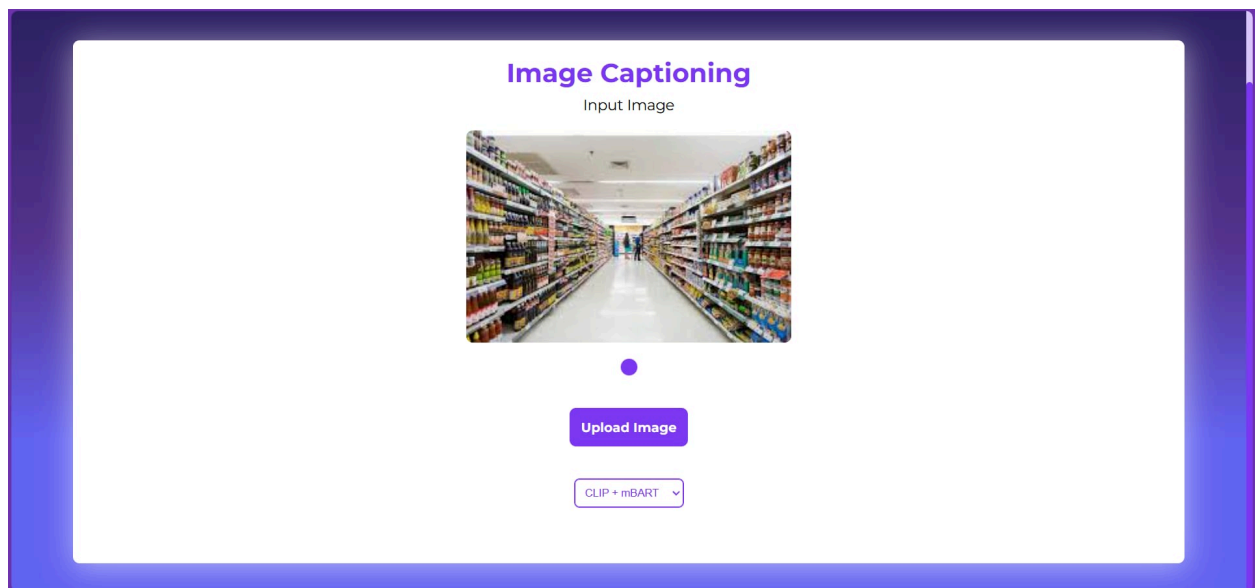 Image Captioning
Input Image
Upload Image
CLIP + mBART